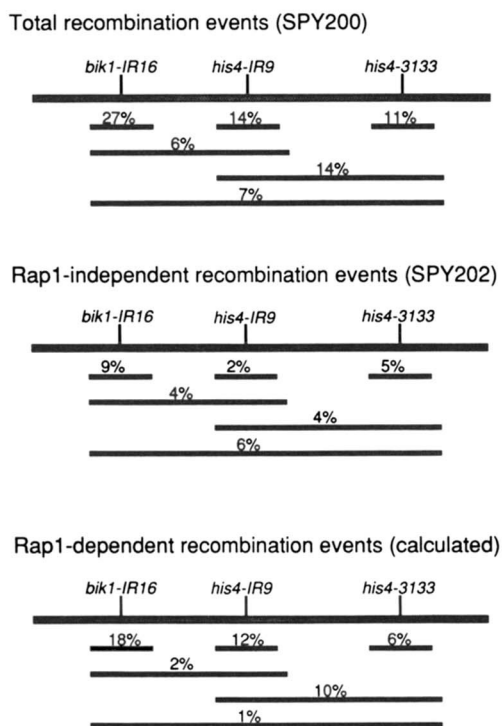 Total recombination events (SPY200)
bik1-IR16 his4-IR9 his4-3133
27% 14% 11%
6%
14%
7%
Rap1-independent recombination events (SPY202)
bik1-IR16 his4-IR9 his4-3133
9% 2% 5%
4%
4%
6%
Rap1-dependent recombination events (calculated)
bik1-IR16 his4-IR9 his4-3133
18% 12% 6%
2%
10%
1%